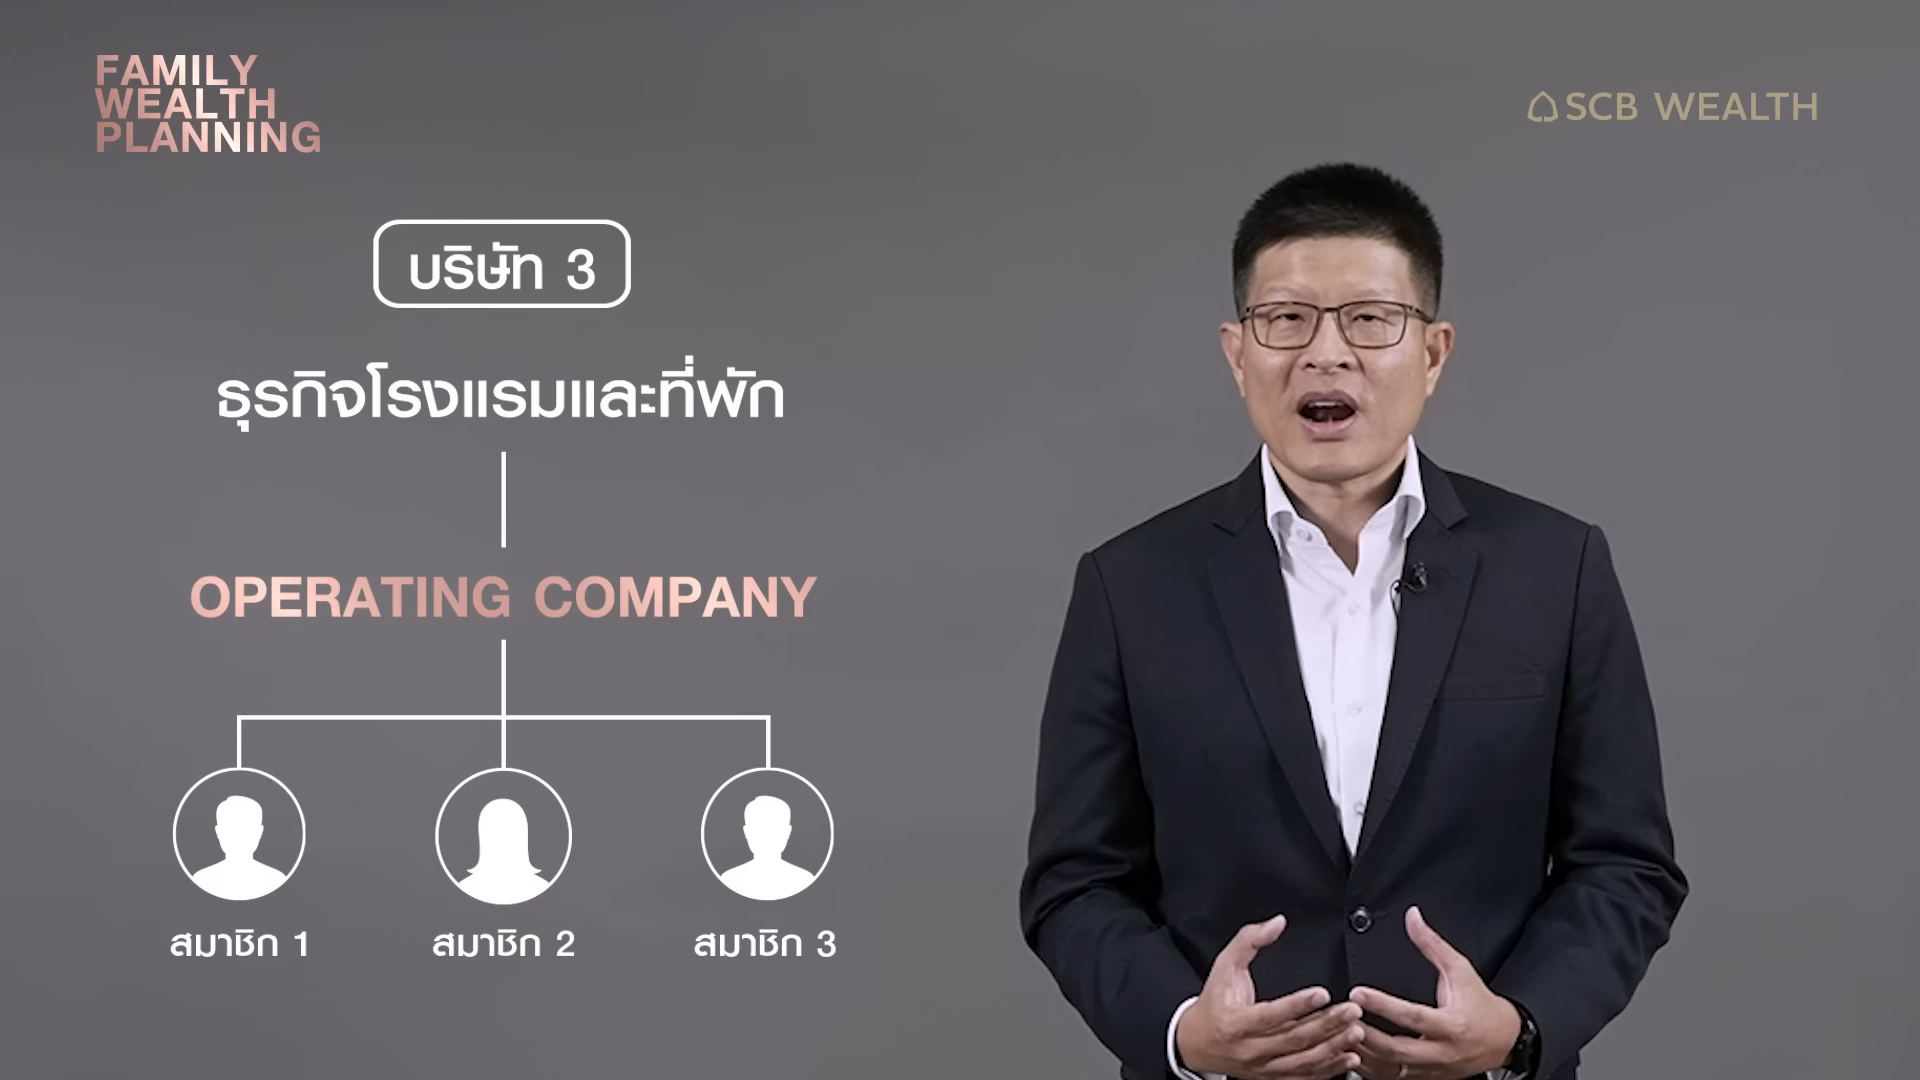 FAMILY
WEALTH
PLANNING
SCB WEALTH
บริษัท 3
ธุรกิจโรงแรมและที่พัก
OPERATING COMPANY
สมาชิก 1
สมาชิก 2
สมาชิก 3